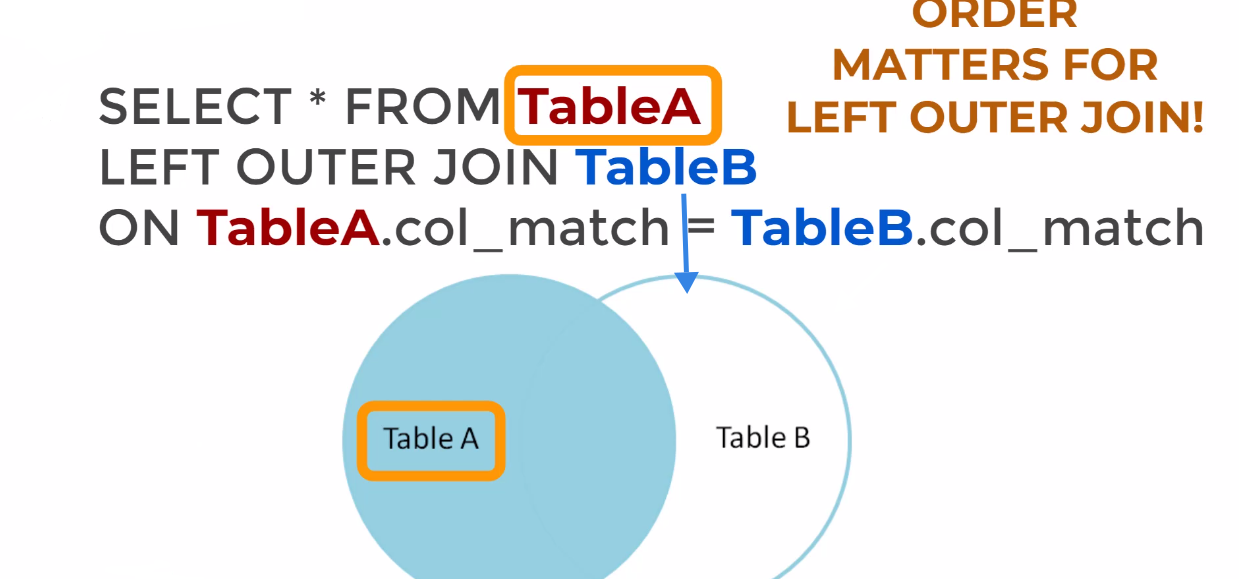 ORDER
MATTERS FOR
LEFT OUTER JOIN!
SELECT * FROM TableA
LEFT OUTER JOIN TableB
ON TableA.col_match = TableB.col_match
Table A
Table B